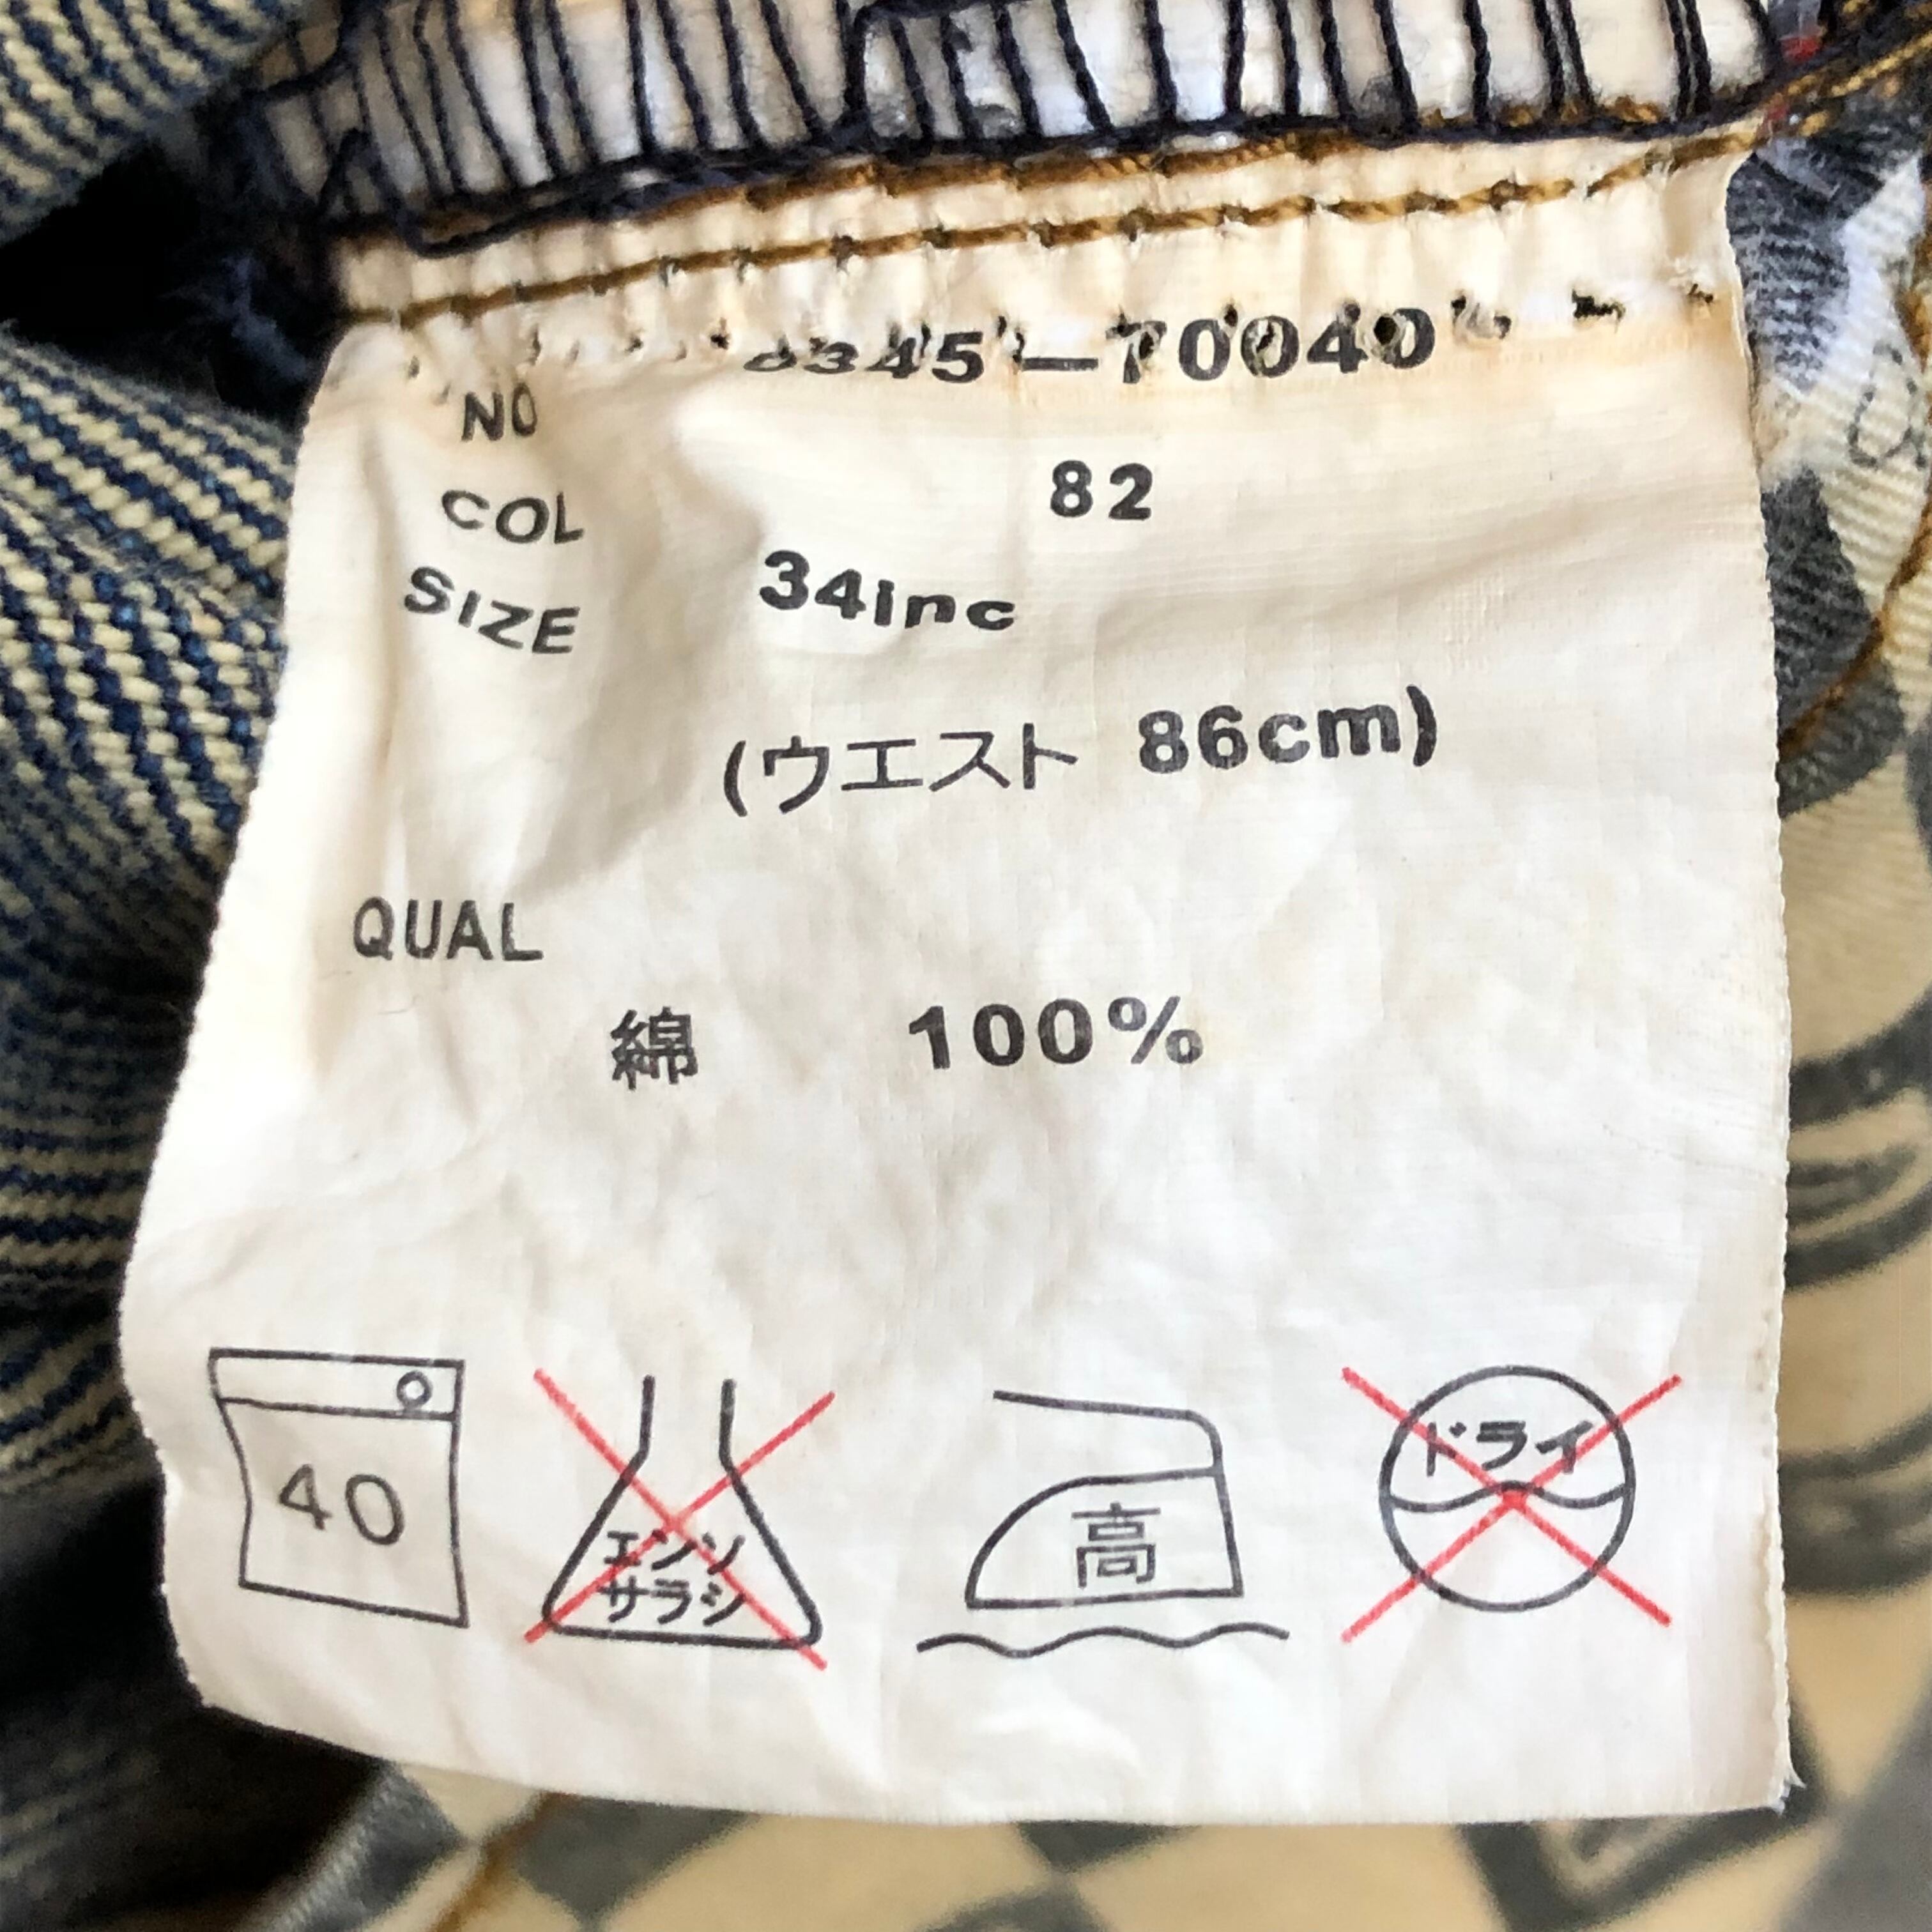 345-70040
NO
COL 82
SIZE 34inc
(ウエスト 86cm)
QUAL
綿 100%
40
エンソ
サラシ
高
ドライ